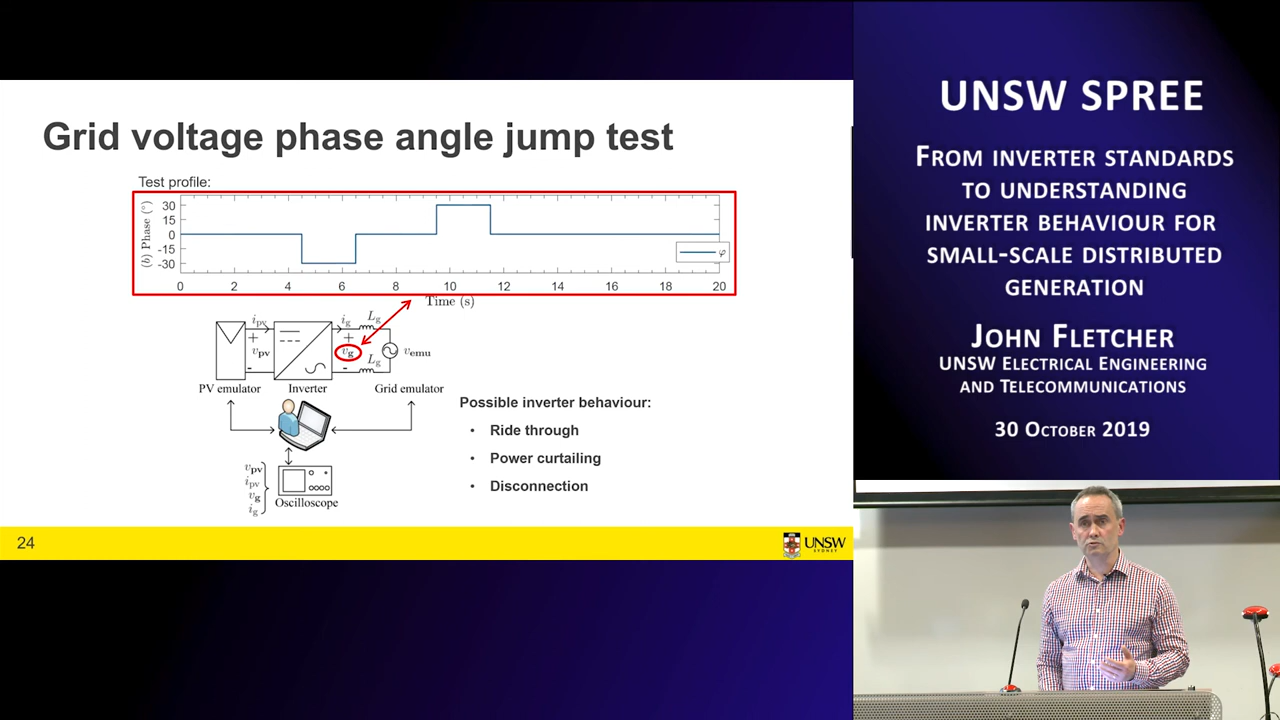 Grid voltage phase angle jump test
Test profile:
(b) Phase (°)
30
15
0
-15
-30
φ
0 2 4 6 8 10 12 14 16 18 20
Time (s)
ipv
+
vpv
-
ig
+
vg
-
Lg
Lg
vemu
PV emulator
Inverter
Grid emulator
vpv
ipv
vg
ig
Oscilloscope
Possible inverter behaviour:
• Ride through
• Power curtailing
• Disconnection
24
UNSW
SYDNEY
UNSW SPREE
FROM INVERTER STANDARDS
TO UNDERSTANDING
INVERTER BEHAVIOUR FOR
SMALL-SCALE DISTRIBUTED
GENERATION
JOHN FLETCHER
UNSW ELECTRICAL ENGINEERING
AND TELECOMMUNICATIONS
30 OCTOBER 2019